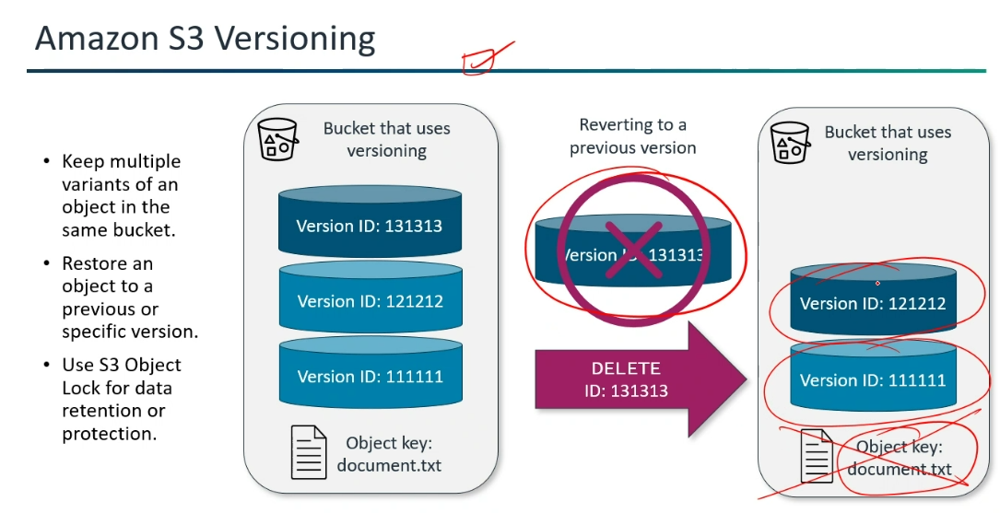 Amazon S3 Versioning
• Keep multiple
variants of an
object in the
same bucket.
• Restore an
object to a
previous or
specific version.
• Use S3 Object
Lock for data
retention or
protection.
Bucket that uses
versioning
Version ID: 131313
Version ID: 121212
Version ID: 111111
Object key:
document.txt
Reverting to a
previous version
Version ID: 131313
DELETE
ID: 131313
Bucket that uses
versioning
Version ID: 121212
Version ID: 111111
Object key:
document.txt